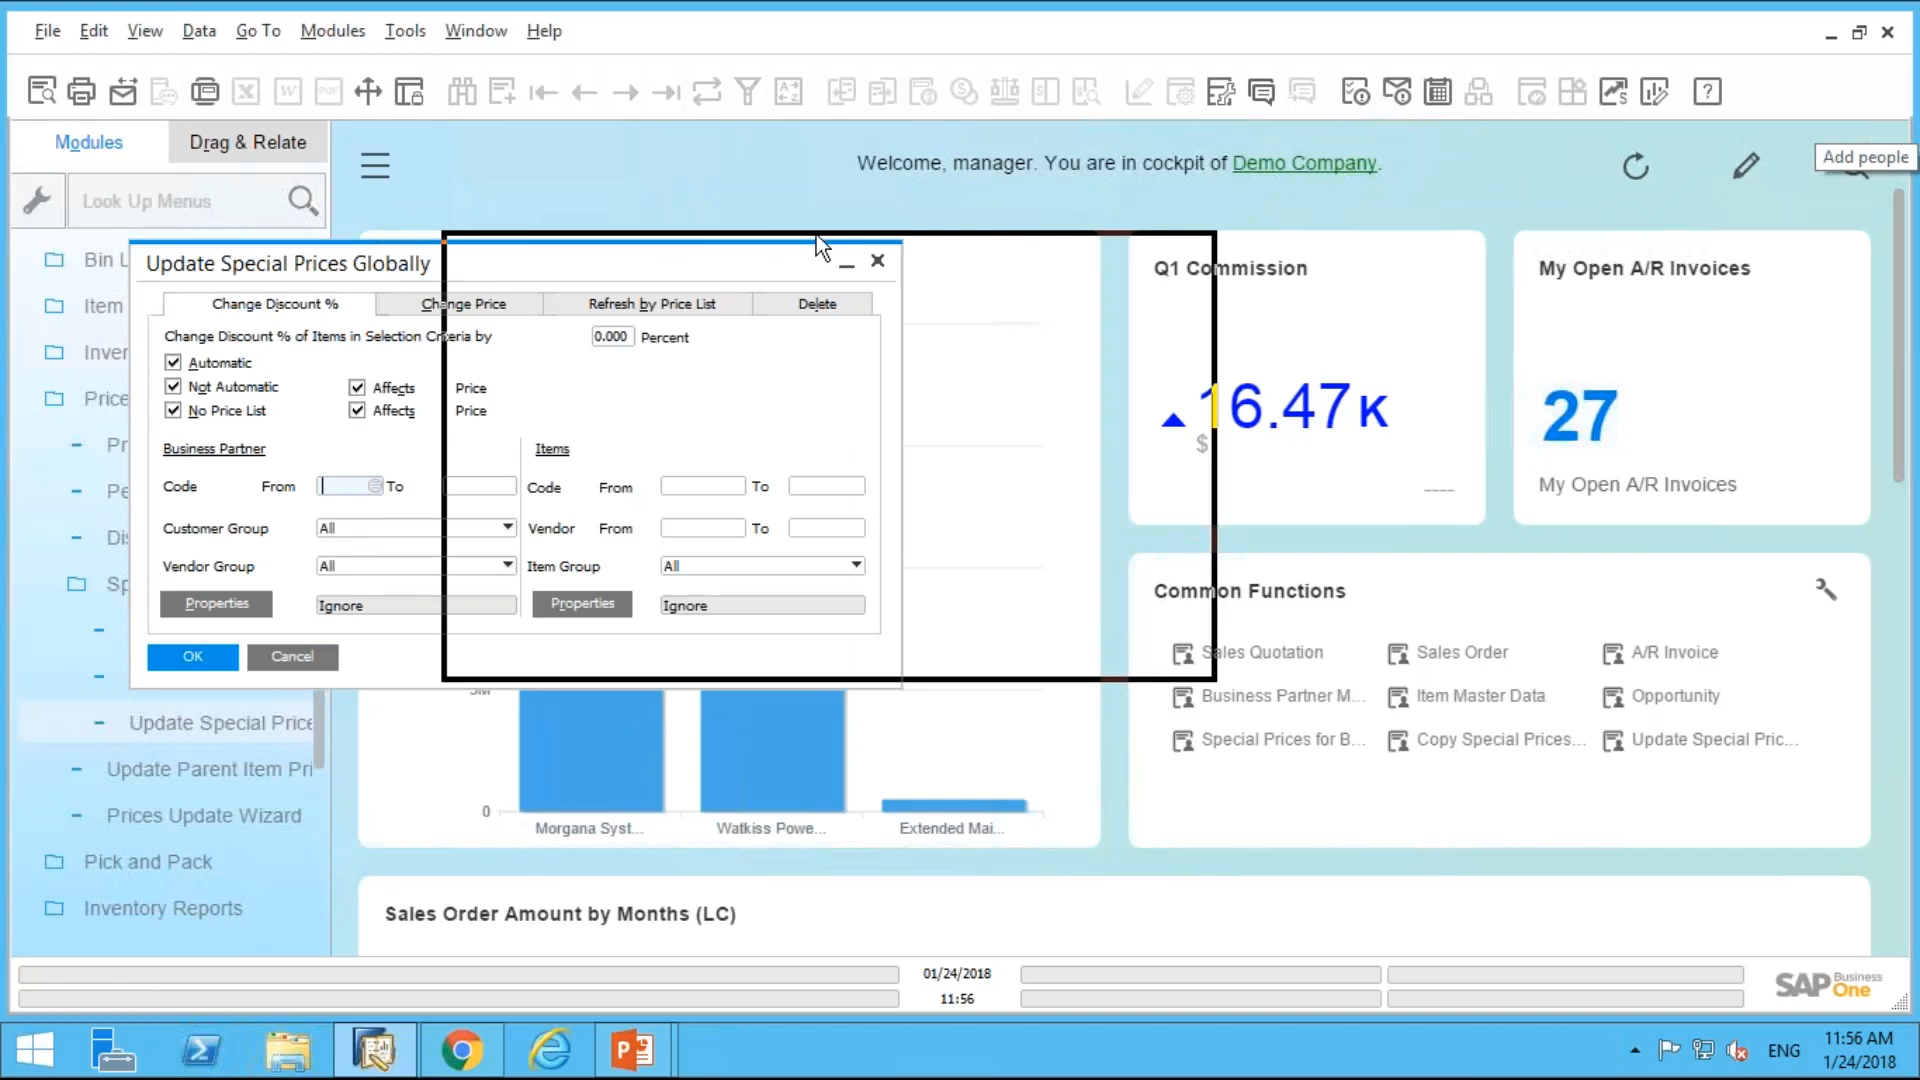 File Edit View Data Go To Modules Tools Window Help
Modules Drag & Relate
Look Up Menus
Welcome, manager. You are in cockpit of Demo Company.
Add people
Bin L
Item
Inver
Price
Pr
Pe
Dis
Sp
Update Special Price
Update Parent Item Pri
Prices Update Wizard
Pick and Pack
Inventory Reports
Update Special Prices Globally
Change Discount % Change Price Refresh by Price List Delete
Change Discount % of Items in Selection Criteria by 0.000 Percent
Automatic
Not Automatic Affects Price
No Price List Affects Price
Business Partner Items
Code From To Code From To
Customer Group All Vendor From To
Vendor Group All Item Group All
Properties Ignore Properties Ignore
OK Cancel
0
Morgana Syst... Watkiss Powe... Extended Mai...
Q1 Commission
16.47K
$
My Open A/R Invoices
27
My Open A/R Invoices
Common Functions
Sales Quotation Sales Order A/R Invoice
Business Partner M... Item Master Data Opportunity
Special Prices for B... Copy Special Prices... Update Special Pric...
Sales Order Amount by Months (LC)
01/24/2018
11:56
SAP Business One
ENG
11:56 AM
1/24/2018